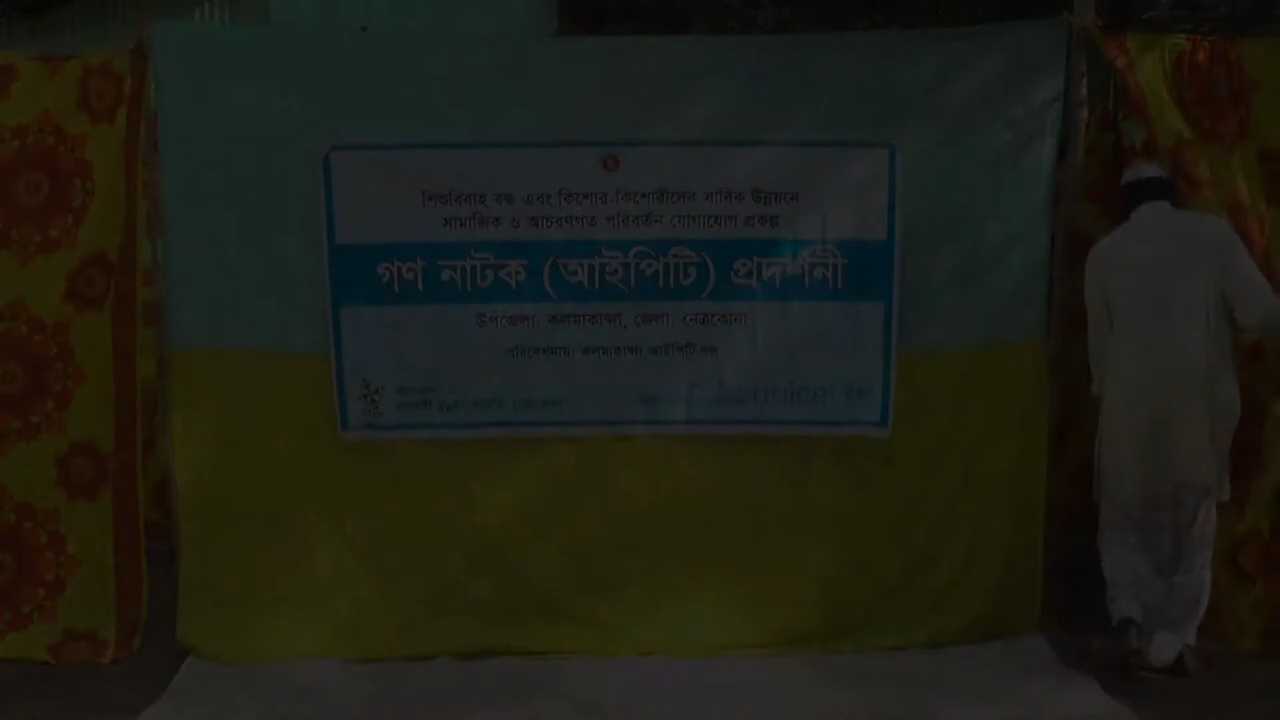 শিশুবিবাহ বন্ধ এবং কিশোর-কিশোরীদের সার্বিক উন্নয়নে
সামাজিক ও আচরণগত পরিবর্তন যোগাযোগ প্রকল্প
গণ নাটক (আইপিটি) প্রদর্শনী
উপজেলা: কলমাকান্দা, জেলা: নেত্রকোনা
পরিবেশনায়: কলমাকান্দা আইপিটি দল
unicef